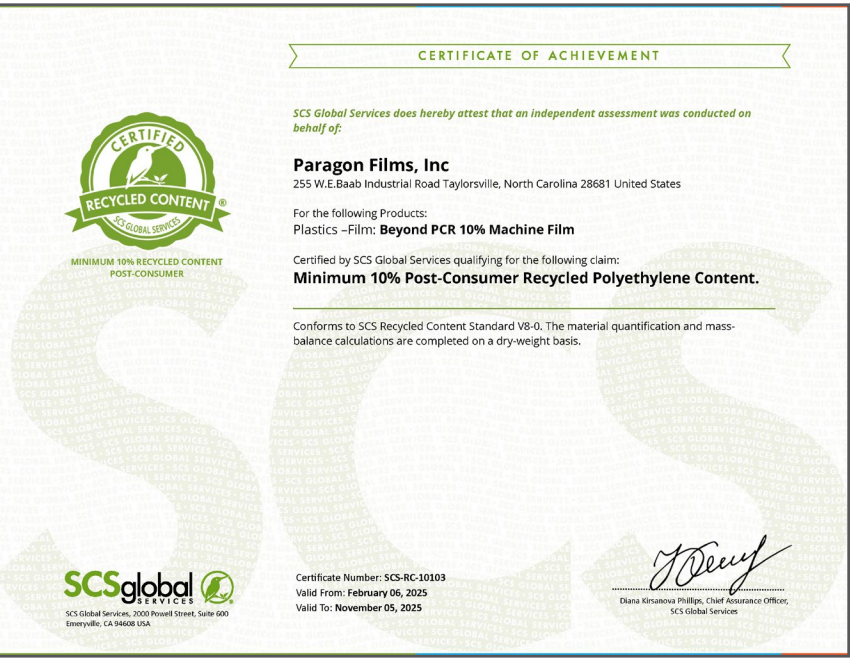 CERTIFICATE OF ACHIEVEMENT
SCS Global Services does hereby attest that an independent assessment was conducted on
behalf of:
Paragon Films, Inc
255 W.E.Baab Industrial Road Taylorsville, North Carolina 28681 United States
For the following Products:
Plastics –Film: Beyond PCR 10% Machine Film
Certified by SCS Global Services qualifying for the following claim:
Minimum 10% Post-Consumer Recycled Polyethylene Content.
Conforms to SCS Recycled Content Standard V8-0. The material quantification and mass-
balance calculations are completed on a dry-weight basis.
CERTIFIED
RECYCLED CONTENT ®
SCS GLOBAL SERVICES
MINIMUM 10% RECYCLED CONTENT
POST-CONSUMER
SCSglobal
SERVICES
SCS Global Services, 2000 Powell Street, Suite 600
Emeryville, CA 94608 USA
Certificate Number: SCS-RC-10103
Valid From: February 06, 2025
Valid To: November 05, 2025
Diana Kirsanova Phillips, Chief Assurance Officer,
SCS Global Services